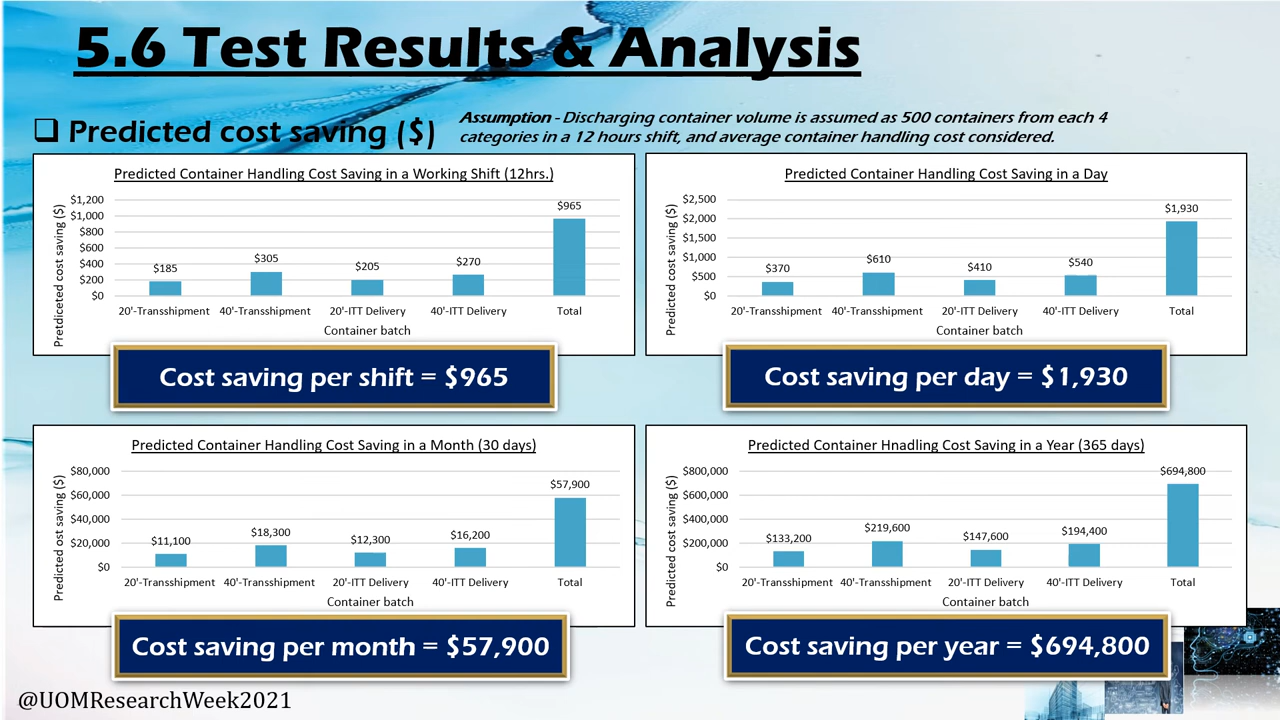 5.6 Test Results & Analysis
❑ Predicted cost saving ($)
Assumption - Discharging container volume is assumed as 500 containers from each 4
categories in a 12 hours shift, and average container handling cost considered.
Predicted Container Handling Cost Saving in a Working Shift (12hrs.)
Pretdiceted cost saving ($)
$1,200
$1,000
$800
$600
$400
$200
$0
$185
$305
$205
$270
$965
20'-Transshipment 40'-Transshipment 20'-ITT Delivery 40'-ITT Delivery Total
Container batch
Cost saving per shift = $965
Predicted Container Handling Cost Saving in a Day
Predicted cost saving ($)
$2,500
$2,000
$1,500
$1,000
$500
$0
$370
$610
$410
$540
$1,930
20'-Transshipment 40'-Transshipment 20'-ITT Delivery 40'-ITT Delivery Total
Container batch
Cost saving per day = $1,930
Predicted Container Handling Cost Saving in a Month (30 days)
Predicted ost saving ($)
$80,000
$60,000
$40,000
$20,000
$0
$11,100
$18,300
$12,300
$16,200
$57,900
20'-Transshipment 40'-Transshipment 20'-ITT Delivery 40'-ITT Delivery Total
Container batch
Cost saving per month = $57,900
Predicted Container Hnadling Cost Saving in a Year (365 days)
Predicted cost saving ($)
$800,000
$600,000
$400,000
$200,000
$0
$133,200
$219,600
$147,600
$194,400
$694,800
20'-Transshipment 40'-Transshipment 20'-ITT Delivery 40'-ITT Delivery Total
Container batch
Cost saving per year = $694,800
@UOMResearchWeek2021